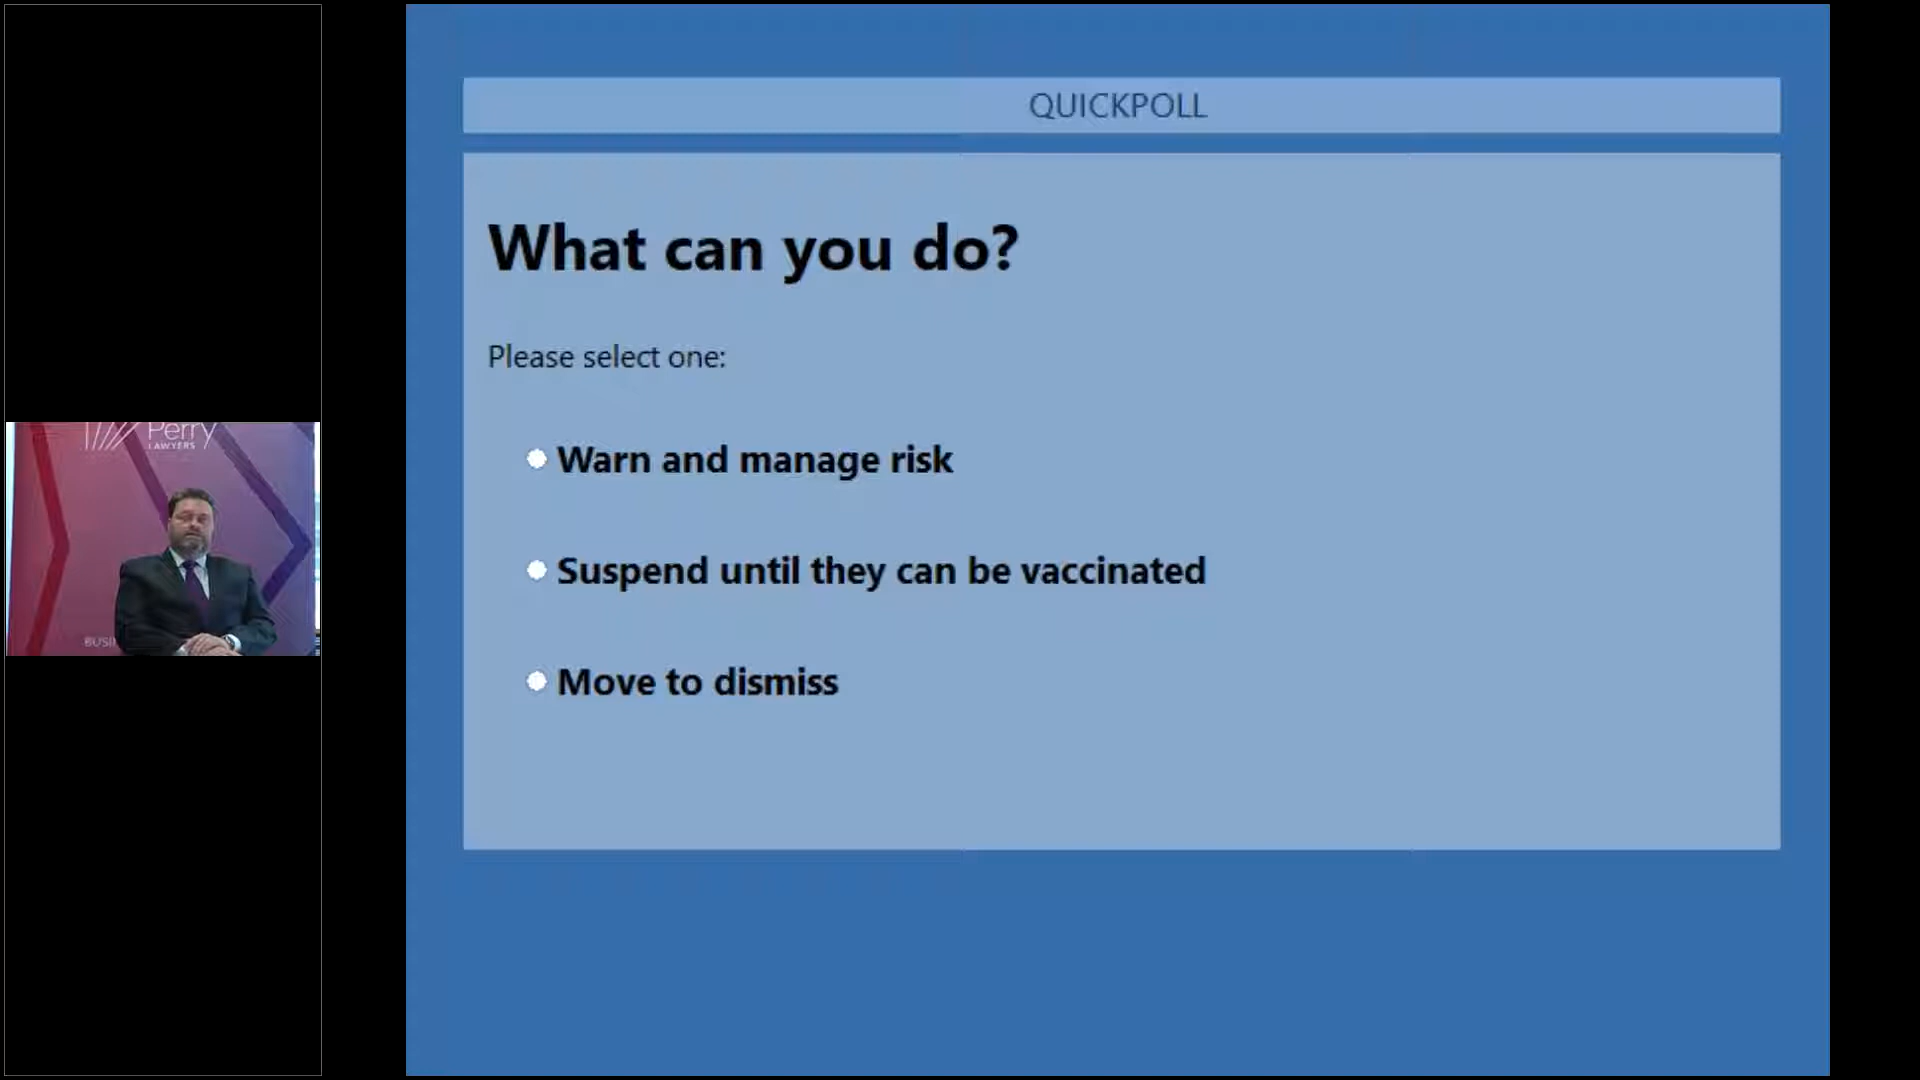 Perry
LAWYERS
BUSI
QUICKPOLL
What can you do?
Please select one:
Warn and manage risk
Suspend until they can be vaccinated
Move to dismiss